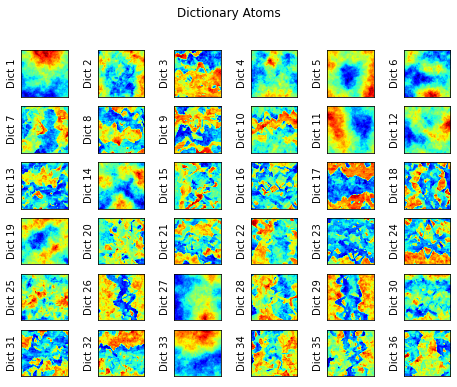 Dictionary Atoms
Dict 1
Dict 2
Dict 3
Dict 4
Dict 5
Dict 6
Dict 7
Dict 8
Dict 9
Dict 10
Dict 11
Dict 12
Dict 13
Dict 14
Dict 15
Dict 16
Dict 17
Dict 18
Dict 19
Dict 20
Dict 21
Dict 22
Dict 23
Dict 24
Dict 25
Dict 26
Dict 27
Dict 28
Dict 29
Dict 30
Dict 31
Dict 32
Dict 33
Dict 34
Dict 35
Dict 36